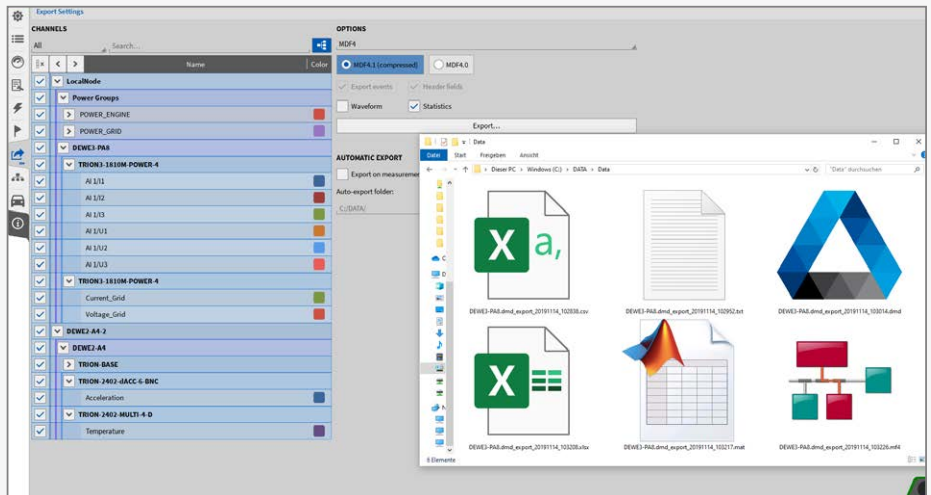 Export Settings
CHANNELS
All
Search...
Name
Color
LocalNode
Power Groups
POWER_ENGINE
POWER_GRID
DEWE3-PA8
TRION3-1810M-POWER-4
AI 1/I1
AI 1/I2
AI 1/I3
AI 1/U1
AI 1/U2
AI 1/U3
TRION3-1810M-POWER-4
Current_Grid
Voltage_Grid
DEWE2-A4-2
DEWE2-A4
TRION-BASE
TRION-2402-dACC-6-BNC
Acceleration
TRION-2402-MULTI-4-D
Temperature
OPTIONS
MDF4
MDF4.1 (compressed)
MDF4.0
Export events
Header fields
Waveform
Statistics
Export...
AUTOMATIC EXPORT
Export on measuremen
Auto-export folder:
C:/DATA/
Data
Datei
Start
Freigeben
Ansicht
Dieser PC > Windows (C:) > DATA > Data
"Data" durchsuchen
X a,
DEWE3-PA8.dmd_export_20191114_102838.csv
DEWE3-PA8.dmd_export_20191114_102952.txt
DEWE3-PA8.dmd_export_20191114_103014.dmd
X
DEWE3-PA8.dmd_export_20191114_103208.xlsx
DEWE3-PA8.dmd_export_20191114_103217.mat
DEWE3-PA8.dmd_export_20191114_103226.mf4
6 Elemente